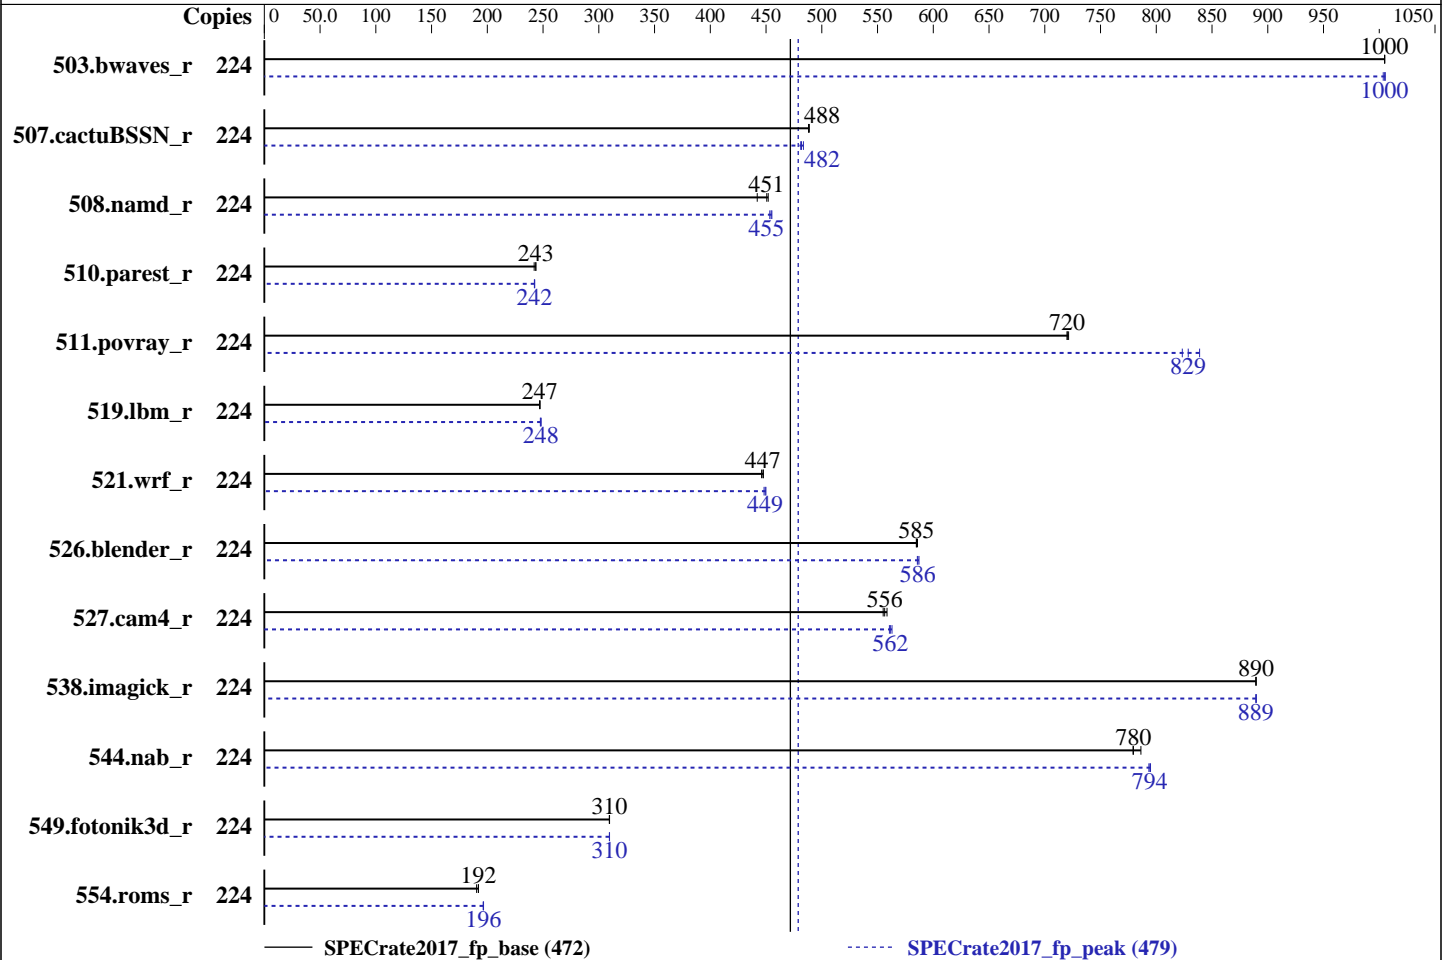 Copies 0 50.0 100 150 200 250 300 350 400 450 500 550 600 650 700 750 800 850 900 950 1050
1000
503.bwaves_r 224
1000
488
507.cactuBSSN_r 224
482
451
508.namd_r 224
455
243
510.parest_r 224
242
720
511.povray_r 224
829
247
519.lbm_r 224
248
447
521.wrf_r 224
449
585
526.blender_r 224
586
556
527.cam4_r 224
562
890
538.imagick_r 224
889
780
544.nab_r 224
794
310
549.fotonik3d_r 224
310
192
554.roms_r 224
196
SPECrate2017_fp_base (472) SPECrate2017_fp_peak (479)